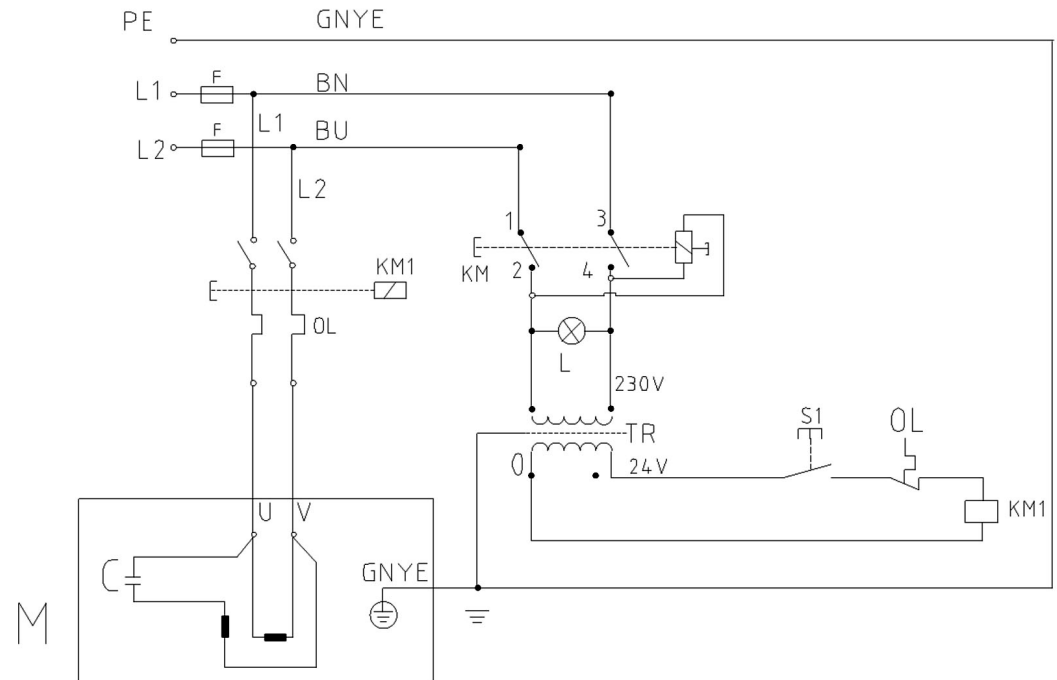 PE GNYE
F
L1 BN
L1
F
L2 BU
L2
1 3
KM 2 4
KM1
OL
L
230V
S1 OL
TR
0 24V
KM1
U V
C
GNYE
M